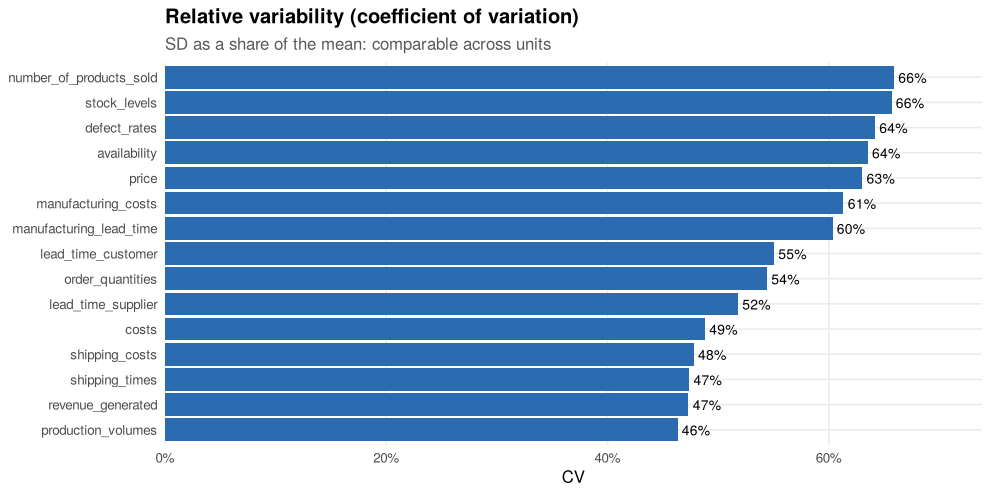 Relative variability (coefficient of variation)
SD as a share of the mean: comparable across units
number_of_products_sold 66%
stock_levels 66%
defect_rates 64%
availability 64%
price 63%
manufacturing_costs 61%
manufacturing_lead_time 60%
lead_time_customer 55%
order_quantities 54%
lead_time_supplier 52%
costs 49%
shipping_costs 48%
shipping_times 47%
revenue_generated 47%
production_volumes 46%
0% 20% 40% 60%
CV